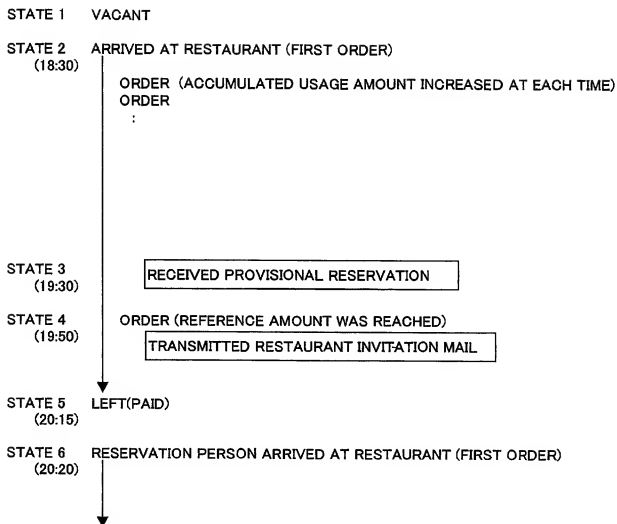 STATE 1 VACANT
STATE 2 ARRIVED AT RESTAURANT (FIRST ORDER)
(18:30)
ORDER (ACCUMULATED USAGE AMOUNT INCREASED AT EACH TIME)
ORDER
:
STATE 3 RECEIVED PROVISIONAL RESERVATION
(19:30)
STATE 4 ORDER (REFERENCE AMOUNT WAS REACHED)
(19:50)
TRANSMITTED RESTAURANT INVITATION MAIL
STATE 5 LEFT(PAID)
(20:15)
STATE 6 RESERVATION PERSON ARRIVED AT RESTAURANT (FIRST ORDER)
(20:20)